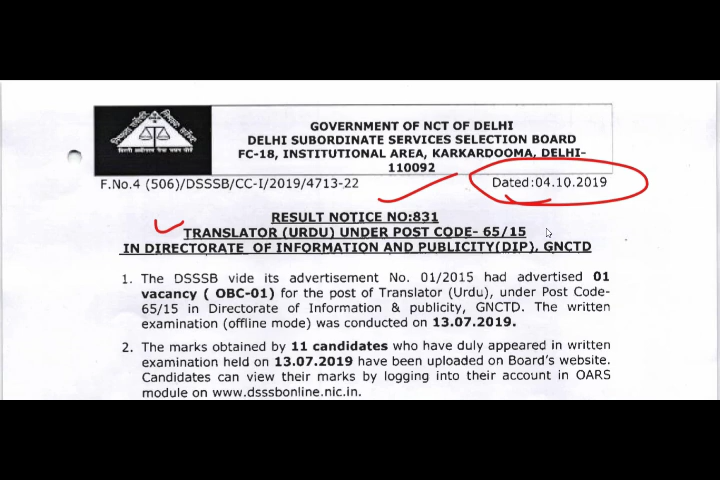 GOVERNMENT OF NCT OF DELHI
DELHI SUBORDINATE SERVICES SELECTION BOARD
FC-18, INSTITUTIONAL AREA, KARKARDOOMA, DELHI-
110092
F.No.4 (506)/DSSSB/CC-I/2019/4713-22 Dated:04.10.2019
RESULT NOTICE NO:831
TRANSLATOR (URDU) UNDER POST CODE- 65/15
IN DIRECTORATE OF INFORMATION AND PUBLICITY(DIP), GNCTD
1. The DSSSB vide its advertisement No. 01/2015 had advertised 01
vacancy ( OBC-01) for the post of Translator (Urdu), under Post Code-
65/15 in Directorate of Information & publicity, GNCTD. The written
examination (offline mode) was conducted on 13.07.2019.
2. The marks obtained by 11 candidates who have duly appeared in written
examination held on 13.07.2019 have been uploaded on Board's website.
Candidates can view their marks by logging into their account in OARS
module on www.dsssbonline.nic.in.